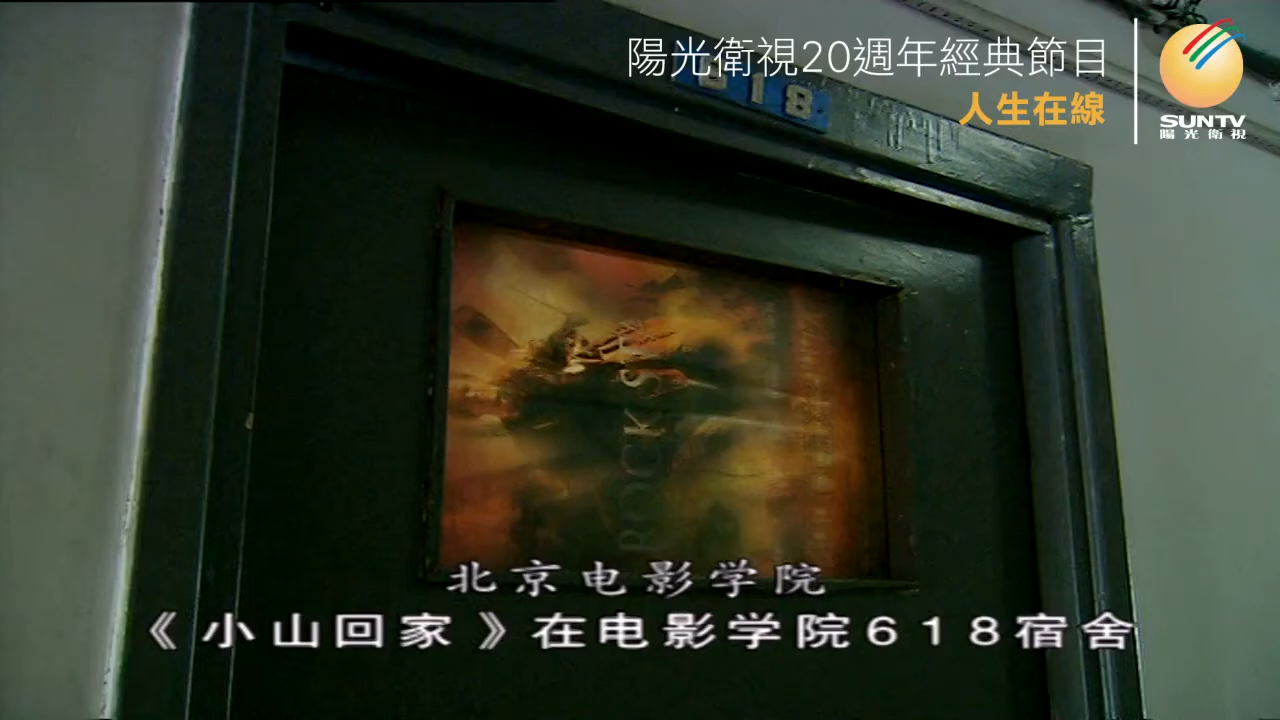 陽光衛視20週年經典節目
人生在線
SUNTV
陽光衛視
618
ROCK S
北京电影学院
《小山回家》在电影学院618宿舍